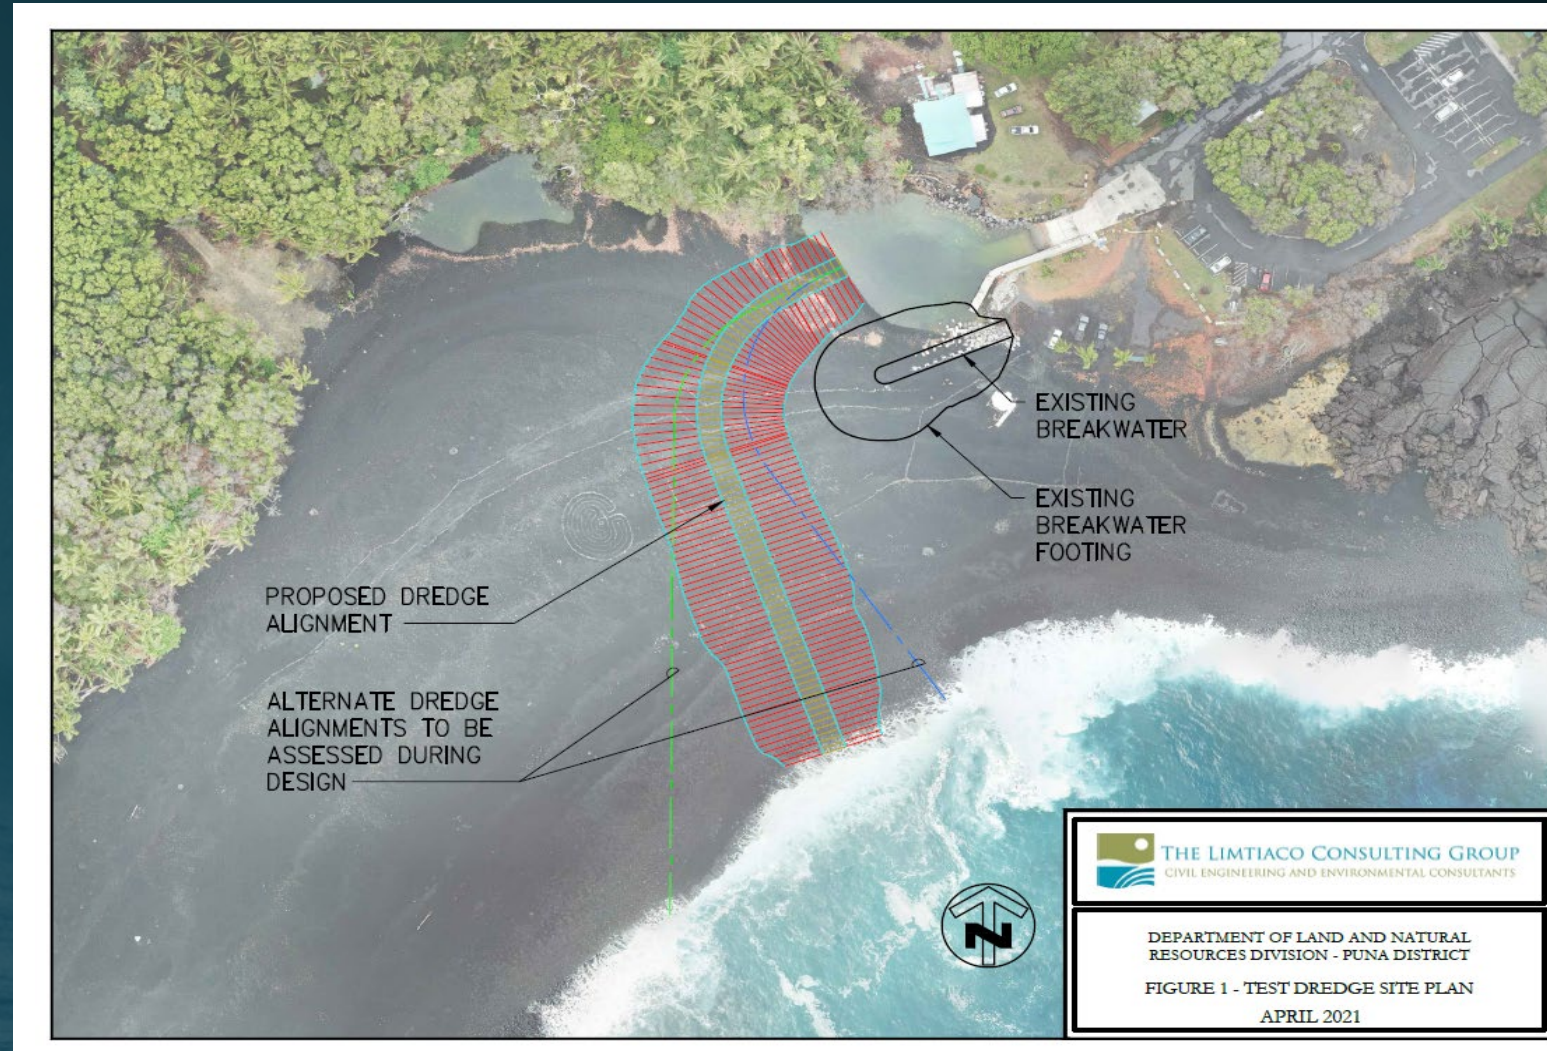 EXISTING
BREAKWATER
EXISTING
BREAKWATER
FOOTING
PROPOSED DREDGE
ALIGNMENT
ALTERNATE DREDGE
ALIGNMENTS TO BE
ASSESSED DURING
DESIGN
N
THE LIMTIACO CONSULTING GROUP
CIVIL ENGINEERING AND ENVIRONMENTAL CONSULTANTS
DEPARTMENT OF LAND AND NATURAL
RESOURCES DIVISION - PUNA DISTRICT
FIGURE 1 - TEST DREDGE SITE PLAN
APRIL 2021